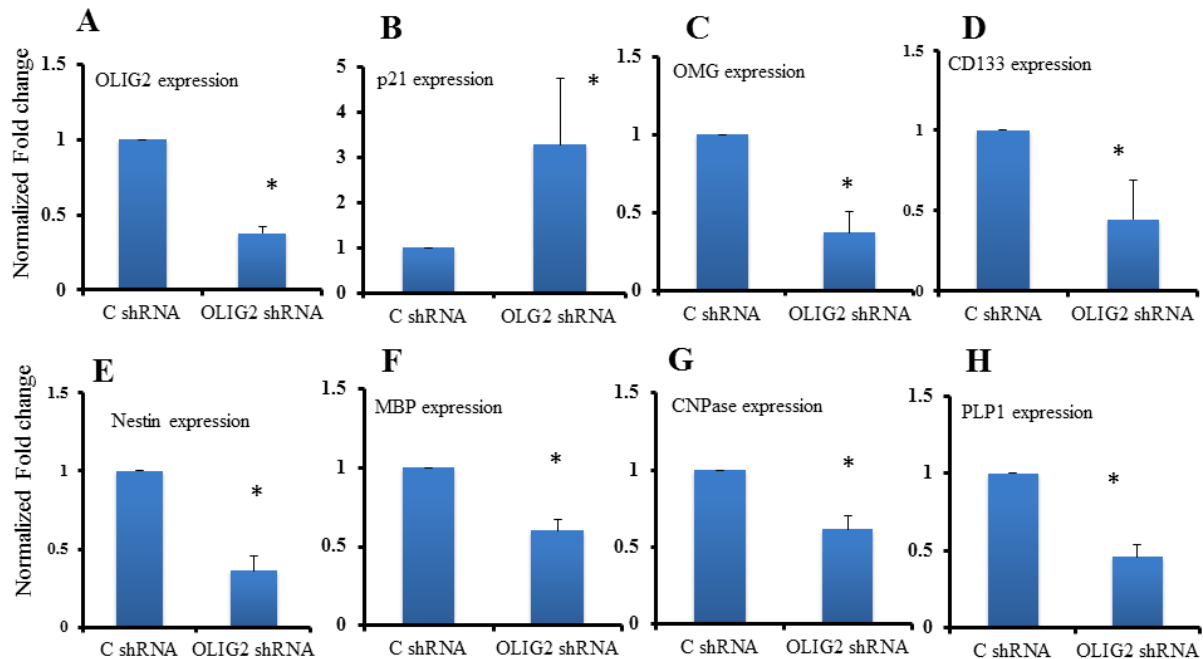 A
1.5
OLIG2 expression
1
*
0.5
0
C shRNA OLIG2 shRNA
Normalized Fold change
B
5
p21 expression
*
4
3
2
1
0
C shRNA OLG2 shRNA
C
1.5
OMG expression
1
*
0.5
0
C shRNA OLIG2 shRNA
D
1.5
CD133 expression
1
*
0.5
0
C shRNA OLIG2 shRNA
E
1.5
Nestin expression
1
*
0.5
0
C shRNA OLIG2 shRNA
Normalized Fold change
F
1.5
MBP expression
1
*
0.5
0
C shRNA OLIG2 shRNA
G
1.5
CNPase expression
1
*
0.5
0
C shRNA OLIG2 shRNA
H
1.5
PLP1 expression
1
*
0.5
0
C shRNA OLIG2 shRNA